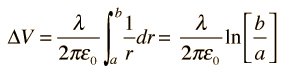 ΔV = λ/2πε₀ ∫ₐᵇ 1/r dr = λ/2πε₀ ln[b/a]